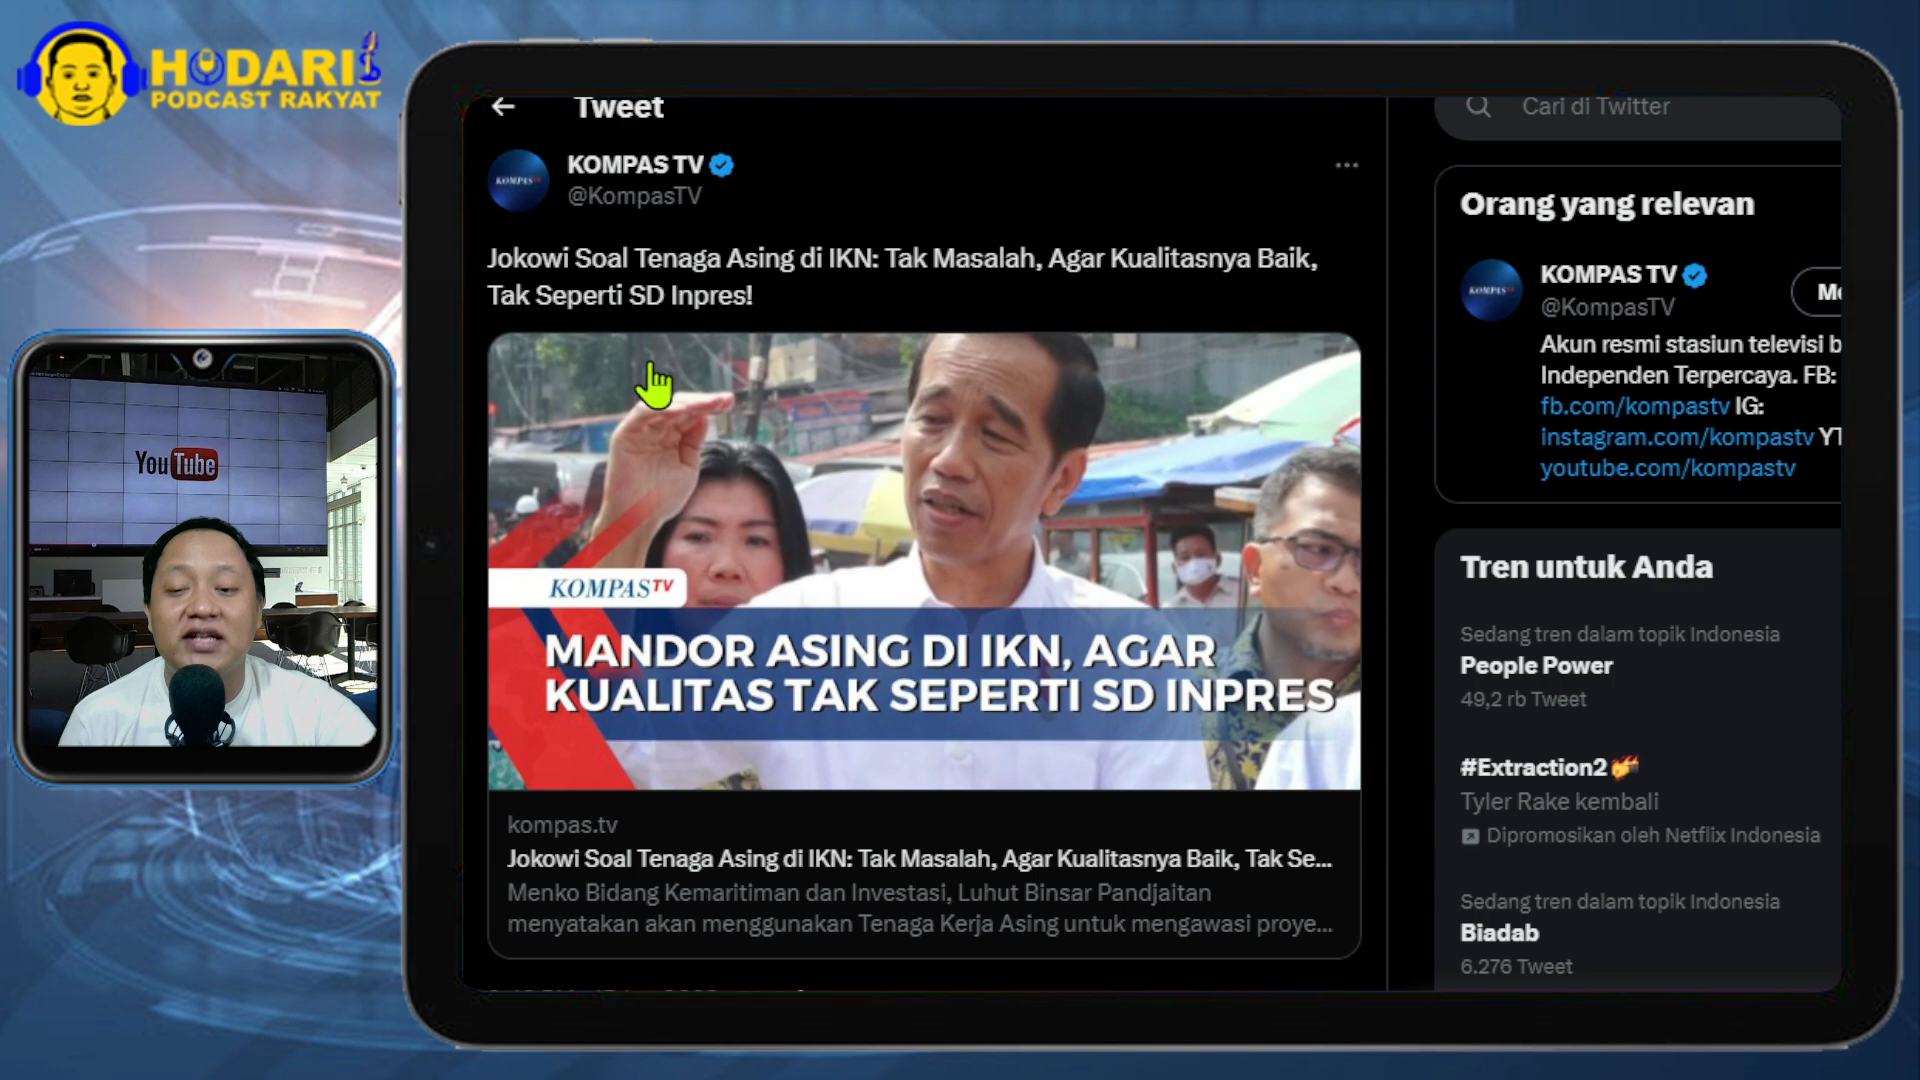 HODARI
PODCAST RAKYAT
YouTube
Tweet
KOMPAS TV
@KompasTV
Jokowi Soal Tenaga Asing di IKN: Tak Masalah, Agar Kualitasnya Baik,
Tak Seperti SD Inpres!
KOMPAS TV
MANDOR ASING DI IKN, AGAR
KUALITAS TAK SEPERTI SD INPRES
kompas.tv
Jokowi Soal Tenaga Asing di IKN: Tak Masalah, Agar Kualitasnya Baik, Tak Se...
Menko Bidang Kemaritiman dan Investasi, Luhut Binsar Pandjaitan
menyatakan akan menggunakan Tenaga Kerja Asing untuk mengawasi proye...
Cari di Twitter
Orang yang relevan
KOMPAS TV
@KompasTV
Me
Akun resmi stasiun televisi b
Independen Terpercaya. FB:
fb.com/kompastv IG:
instagram.com/kompastv YT
youtube.com/kompastv
Tren untuk Anda
Sedang tren dalam topik Indonesia
People Power
49,2 rb Tweet
#Extraction2
Tyler Rake kembali
Dipromosikan oleh Netflix Indonesia
Sedang tren dalam topik Indonesia
Biadab
6.276 Tweet